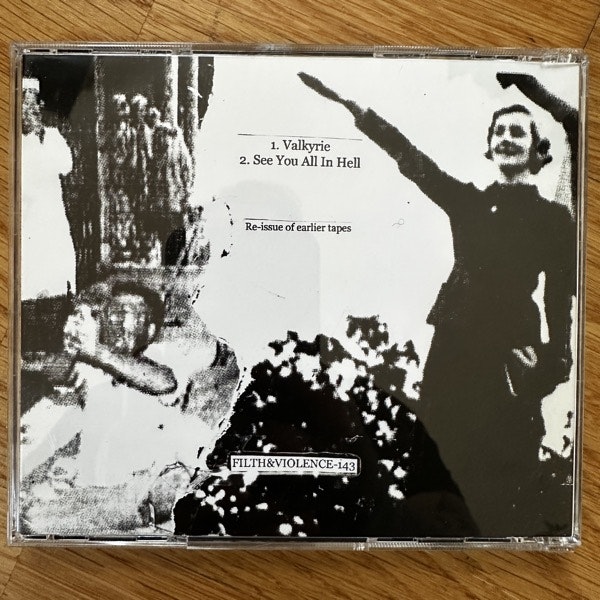 1. Valkyrie
2. See You All In Hell
Re-issue of earlier tapes
FILTH&VIOLENCE-143